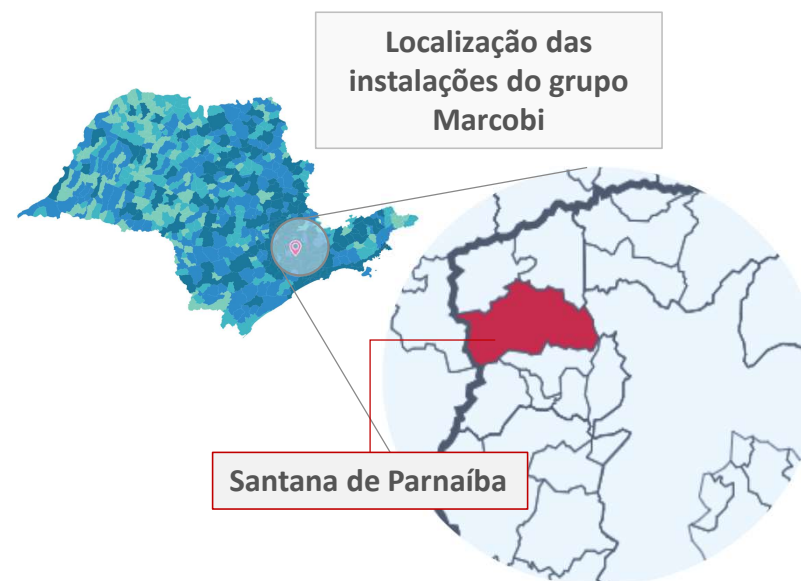 Localização das
instalações do grupo
Marcobi
Santana de Parnaíba